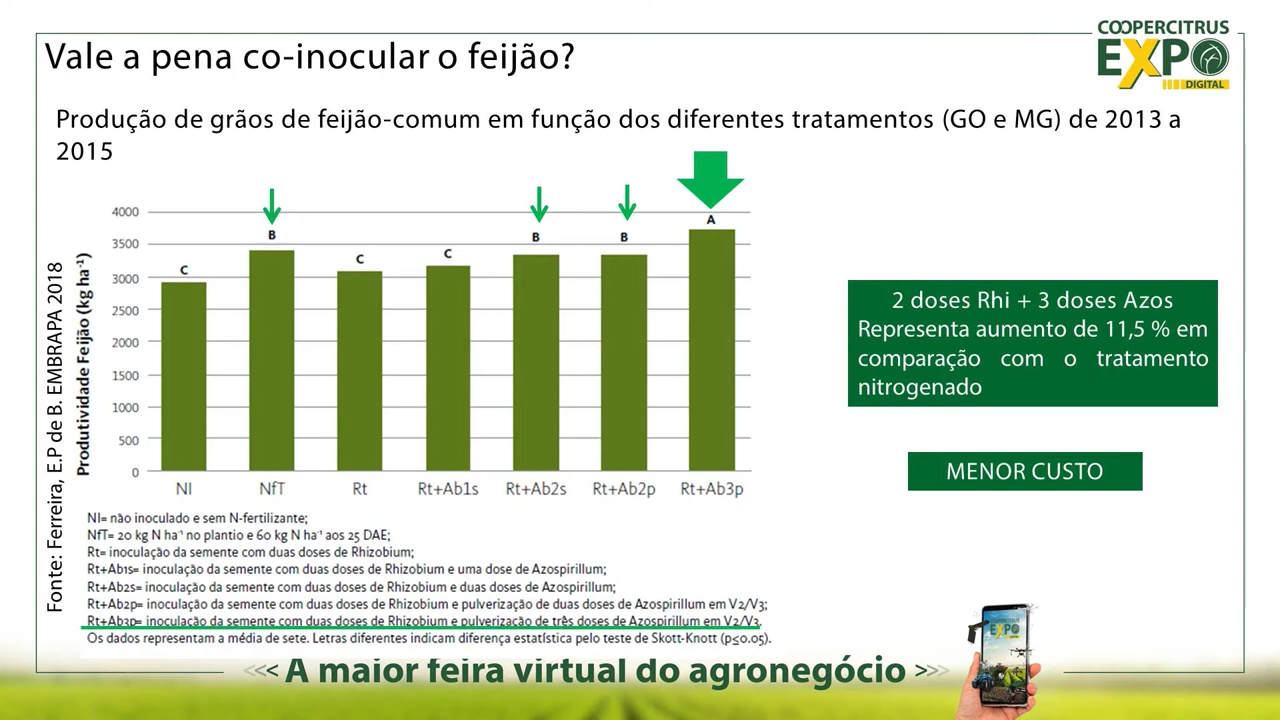 Vale a pena co-inocular o feijão?
COOPERCITRUS
EXPO
DIGITAL
Produção de grãos de feijão-comum em função dos diferentes tratamentos (GO e MG) de 2013 a
2015
Fonte: Ferreira, E.P de B. EMBRAPA 2018
Produtividade Feijão (kg ha⁻¹)
4000
3500
3000
2500
2000
1500
1000
500
0
C
B
C
C
B
B
A
NI
NfT
Rt
Rt+Ab1s
Rt+Ab2s
Rt+Ab2p
Rt+Ab3p
2 doses Rhi + 3 doses Azos
Representa aumento de 11,5 % em
comparação com o tratamento
nitrogenado
MENOR CUSTO
NI= não inoculado e sem N-fertilizante;
NfT= 20 kg N ha⁻¹ no plantio e 60 kg N ha⁻¹ aos 25 DAE;
Rt= inoculação da semente com duas doses de Rhizobium;
Rt+Ab1s= inoculação da semente com duas doses de Rhizobium e uma dose de Azospirillum;
Rt+Ab2s= inoculação da semente com duas doses de Rhizobium e duas doses de Azospirillum;
Rt+Ab2p= inoculação da semente com duas doses de Rhizobium e pulverização de duas doses de Azospirillum em V2/V3;
Rt+Ab3p= inoculação da semente com duas doses de Rhizobium e pulverização de três doses de Azospirillum em V2/V3.
Os dados representam a média de sete. Letras diferentes indicam diferença estatística pelo teste de Skott-Knott (p≤0.05).
<<< A maior feira virtual do agronegócio >>>
COOPERCITRUS
EXPO